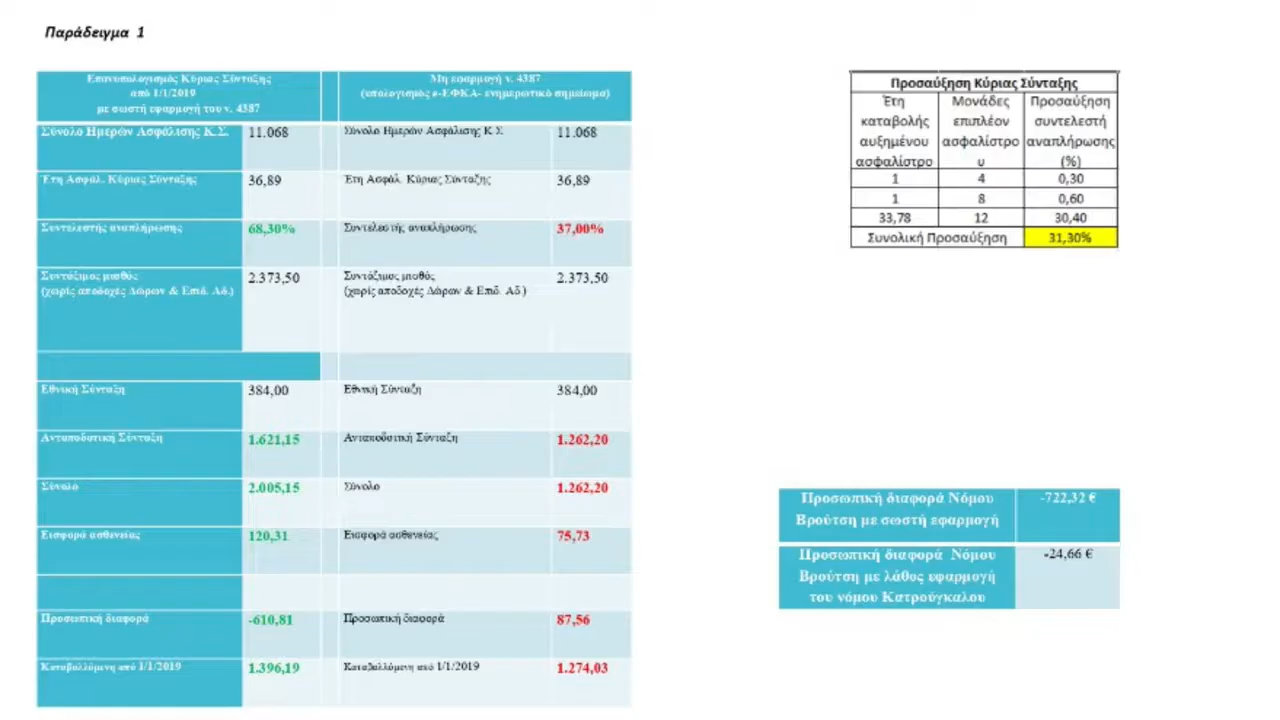 Παράδειγμα 1
Επανυπολογισμός Κύριας Σύνταξης
από 1/1/2019
με σωστή εφαρμογή του ν. 4387
Μη εφαρμογή ν. 4387
(υπολογισμός e-ΕΦΚΑ- ενημερωτικό σημείωμα)
Σύνολο Ημερών Ασφάλισης Κ.Σ. 11.068 Σύνολο Ημερών Ασφάλισης Κ.Σ 11.068
Έτη Ασφάλ. Κύριας Σύνταξης 36,89 Έτη Ασφάλ. Κύριας Σύνταξης 36,89
Συντελεστής αναπλήρωσης 68,30% Συντελεστής αναπλήρωσης 37,00%
Συντάξιμος μισθός 2.373,50 Συντάξιμος μισθός 2.373,50
(χωρίς αποδοχές Δώρων & Επιδ. Αδ.) (χωρίς αποδοχές Δώρων & Επιδ. Αδ.)
Εθνική Σύνταξη 384,00 Εθνική Σύνταξη 384,00
Ανταποδοτική Σύνταξη 1.621,15 Ανταποδοτική Σύνταξη 1.262,20
Σύνολο 2.005,15 Σύνολο 1.262,20
Εισφορά ασθενείας 120,31 Εισφορά ασθενείας 75,73
Προσωπική διαφορά -610,81 Προσωπική διαφορά 87,56
Καταβαλλόμενη από 1/1/2019 1.396,19 Καταβαλλόμενη από 1/1/2019 1.274,03
Προσαύξηση Κύριας Σύνταξης
Έτη Μονάδες Προσαύξηση
καταβολής επιπλέον συντελεστή
αυξημένου ασφαλίστρο αναπλήρωσης
ασφαλίστρο υ (%)
1 4 0,30
1 8 0,60
33,78 12 30,40
Συνολική Προσαύξηση 31,30%
Προσωπική διαφορά Νόμου -722,32 €
Βρούτση με σωστή εφαρμογή
Προσωπική διαφορά Νόμου -24,66 €
Βρούτση με λάθος εφαρμογή
του νόμου Κατρούγκαλου